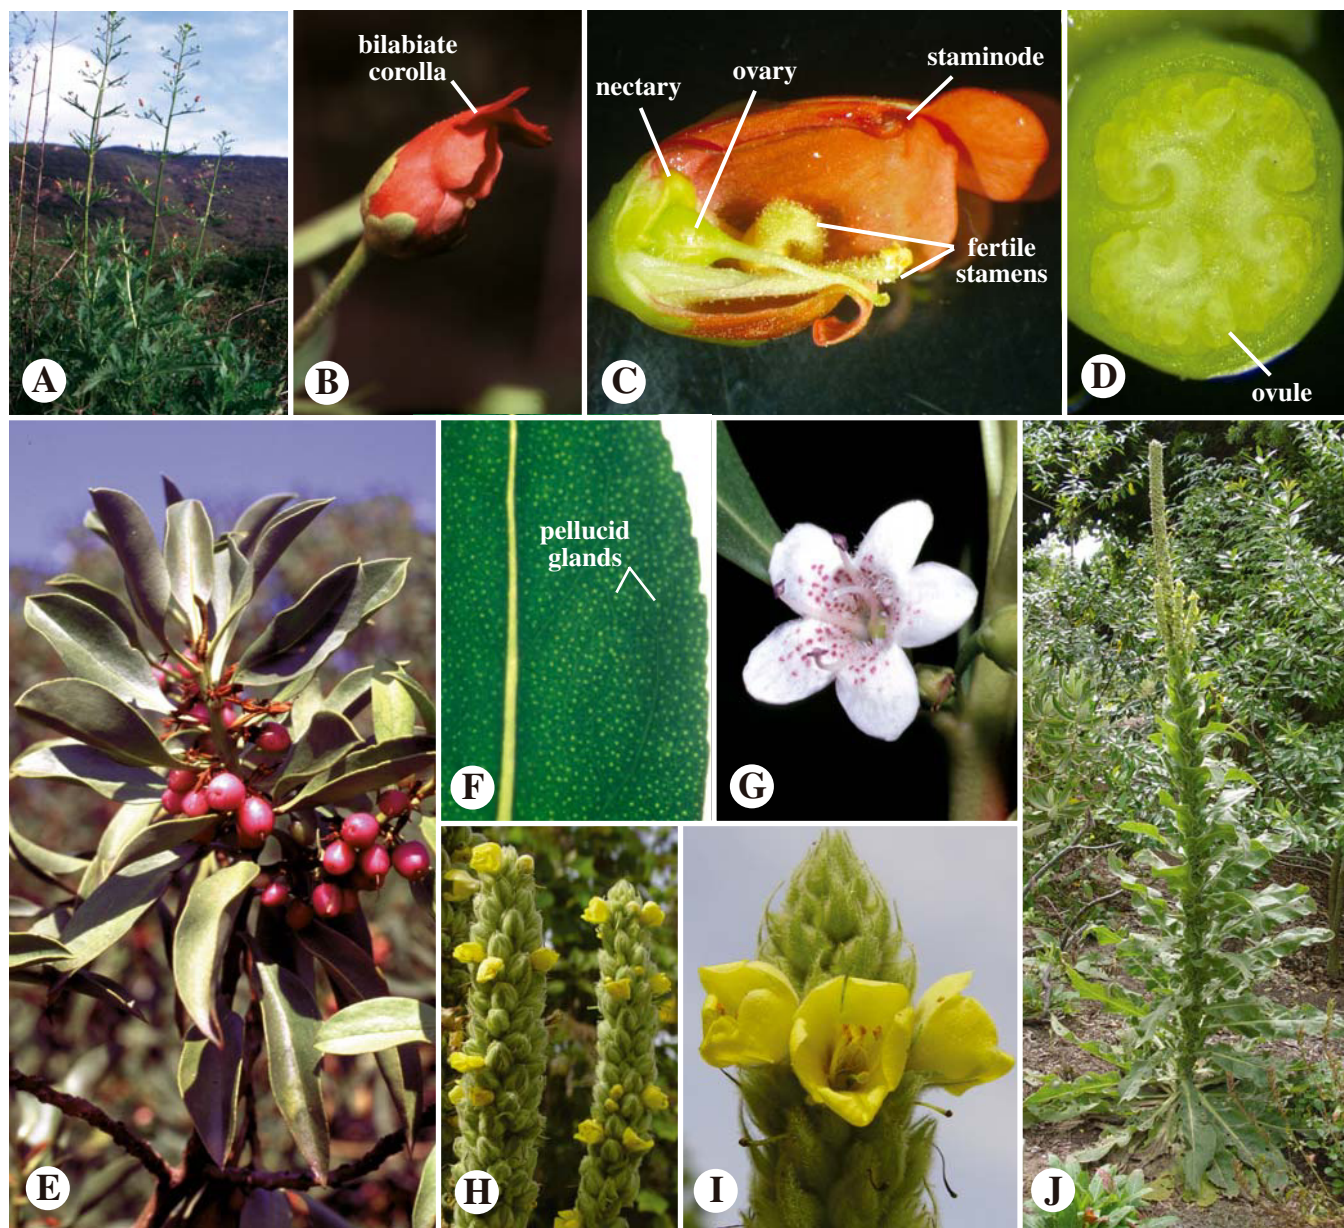 bilabiate
corolla
A
B
nectary
ovary
staminode
fertile
stamens
C
ovule
D
E
pellucid
glands
F
G
H
I
J